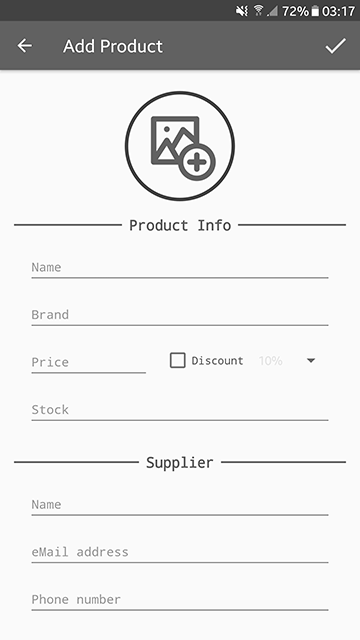 72% 03:17
Add Product
Product Info
Name
Brand
Price Discount 10%
Stock
Supplier
Name
eMail address
Phone number